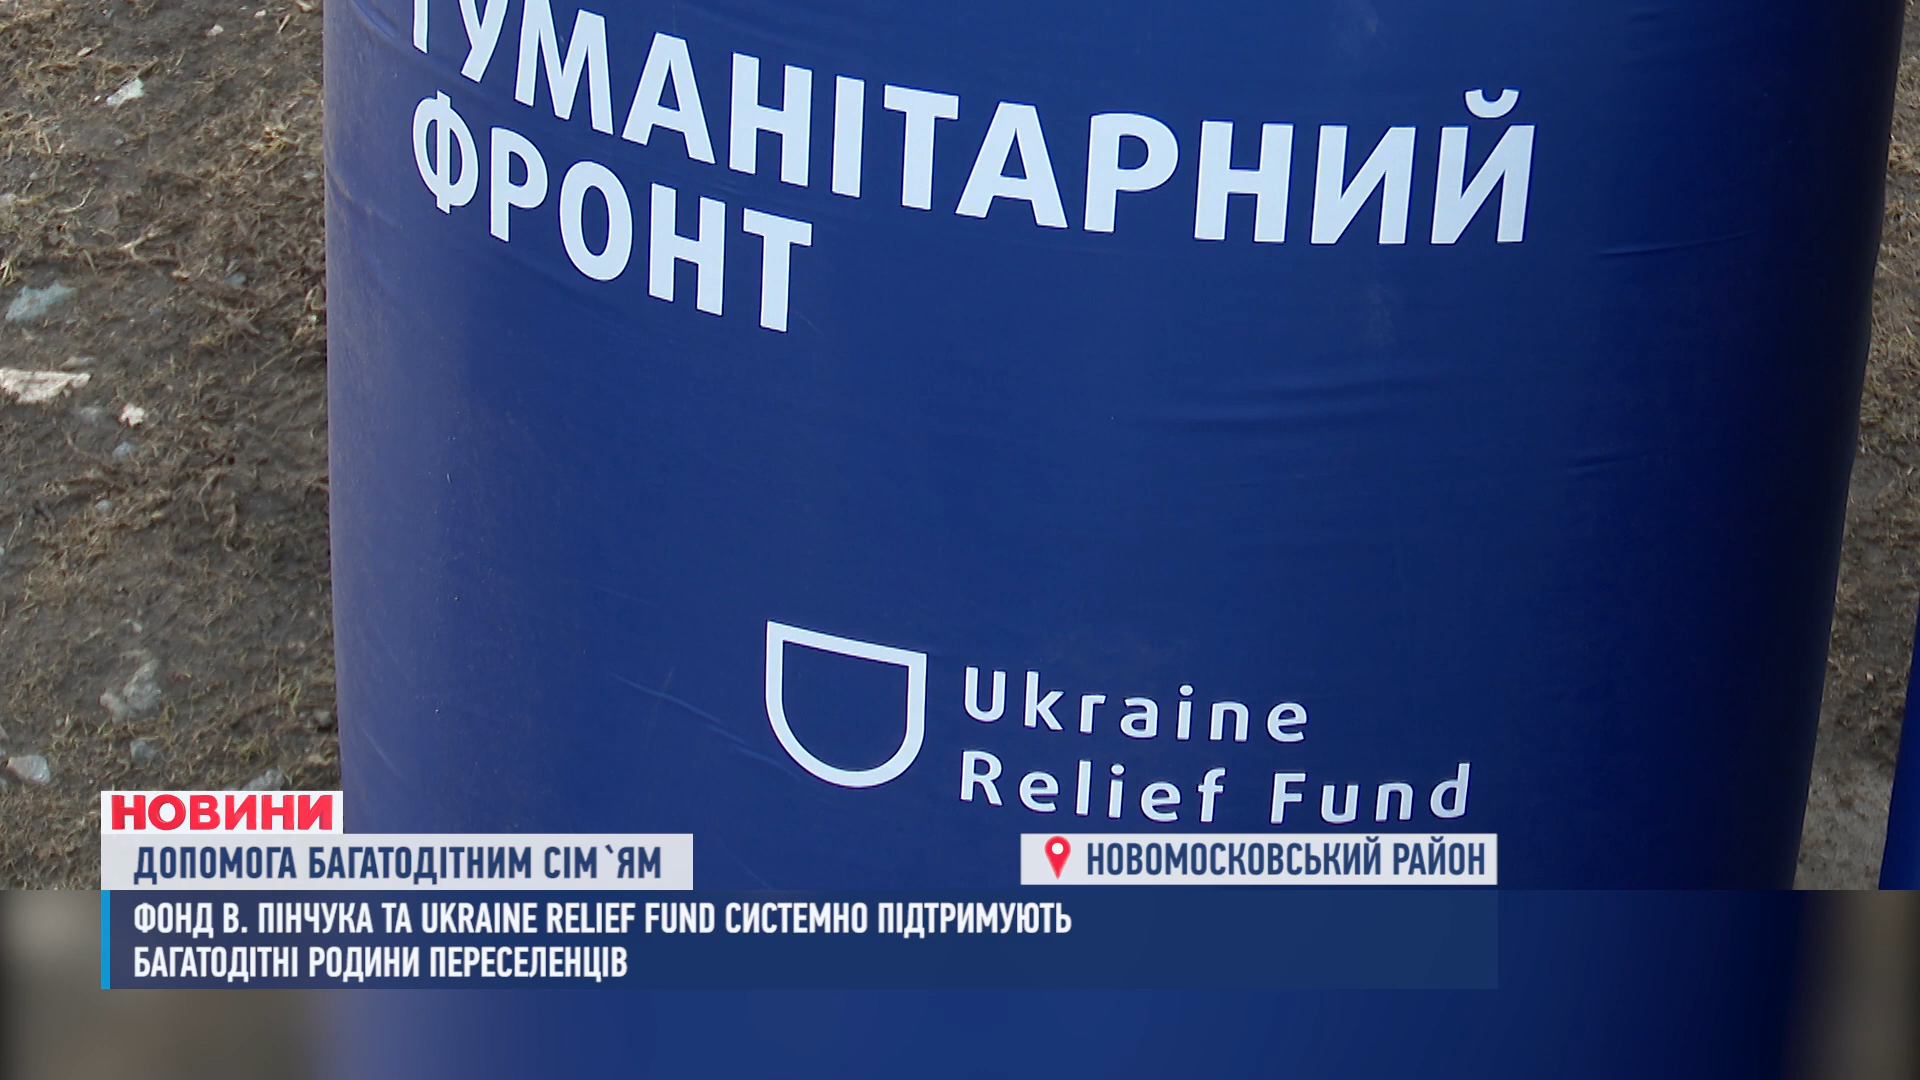 ГУМАНІТАРНИЙ
ФРОНТ
Ukraine
Relief Fund
НОВИНИ
ДОПОМОГА БАГАТОДІТНИМ СІМ`ЯМ
НОВОМОСКОВСЬКИЙ РАЙОН
ФОНД В. ПІНЧУКА ТА UKRAINE RELIEF FUND СИСТЕМНО ПІДТРИМУЮТЬ
БАГАТОДІТНІ РОДИНИ ПЕРЕСЕЛЕНЦІВ